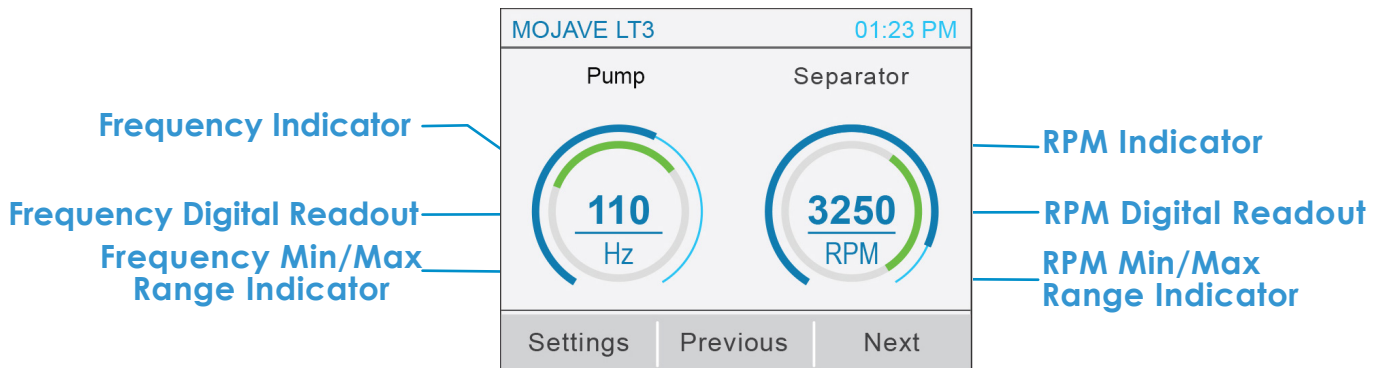 MOJAVE LT3 01:23 PM
Pump Separator
Frequency Indicator
RPM Indicator
Frequency Digital Readout
110
3250
RPM Digital Readout
Hz
RPM
Frequency Min/Max
Range Indicator
RPM Min/Max
Range Indicator
Settings Previous Next